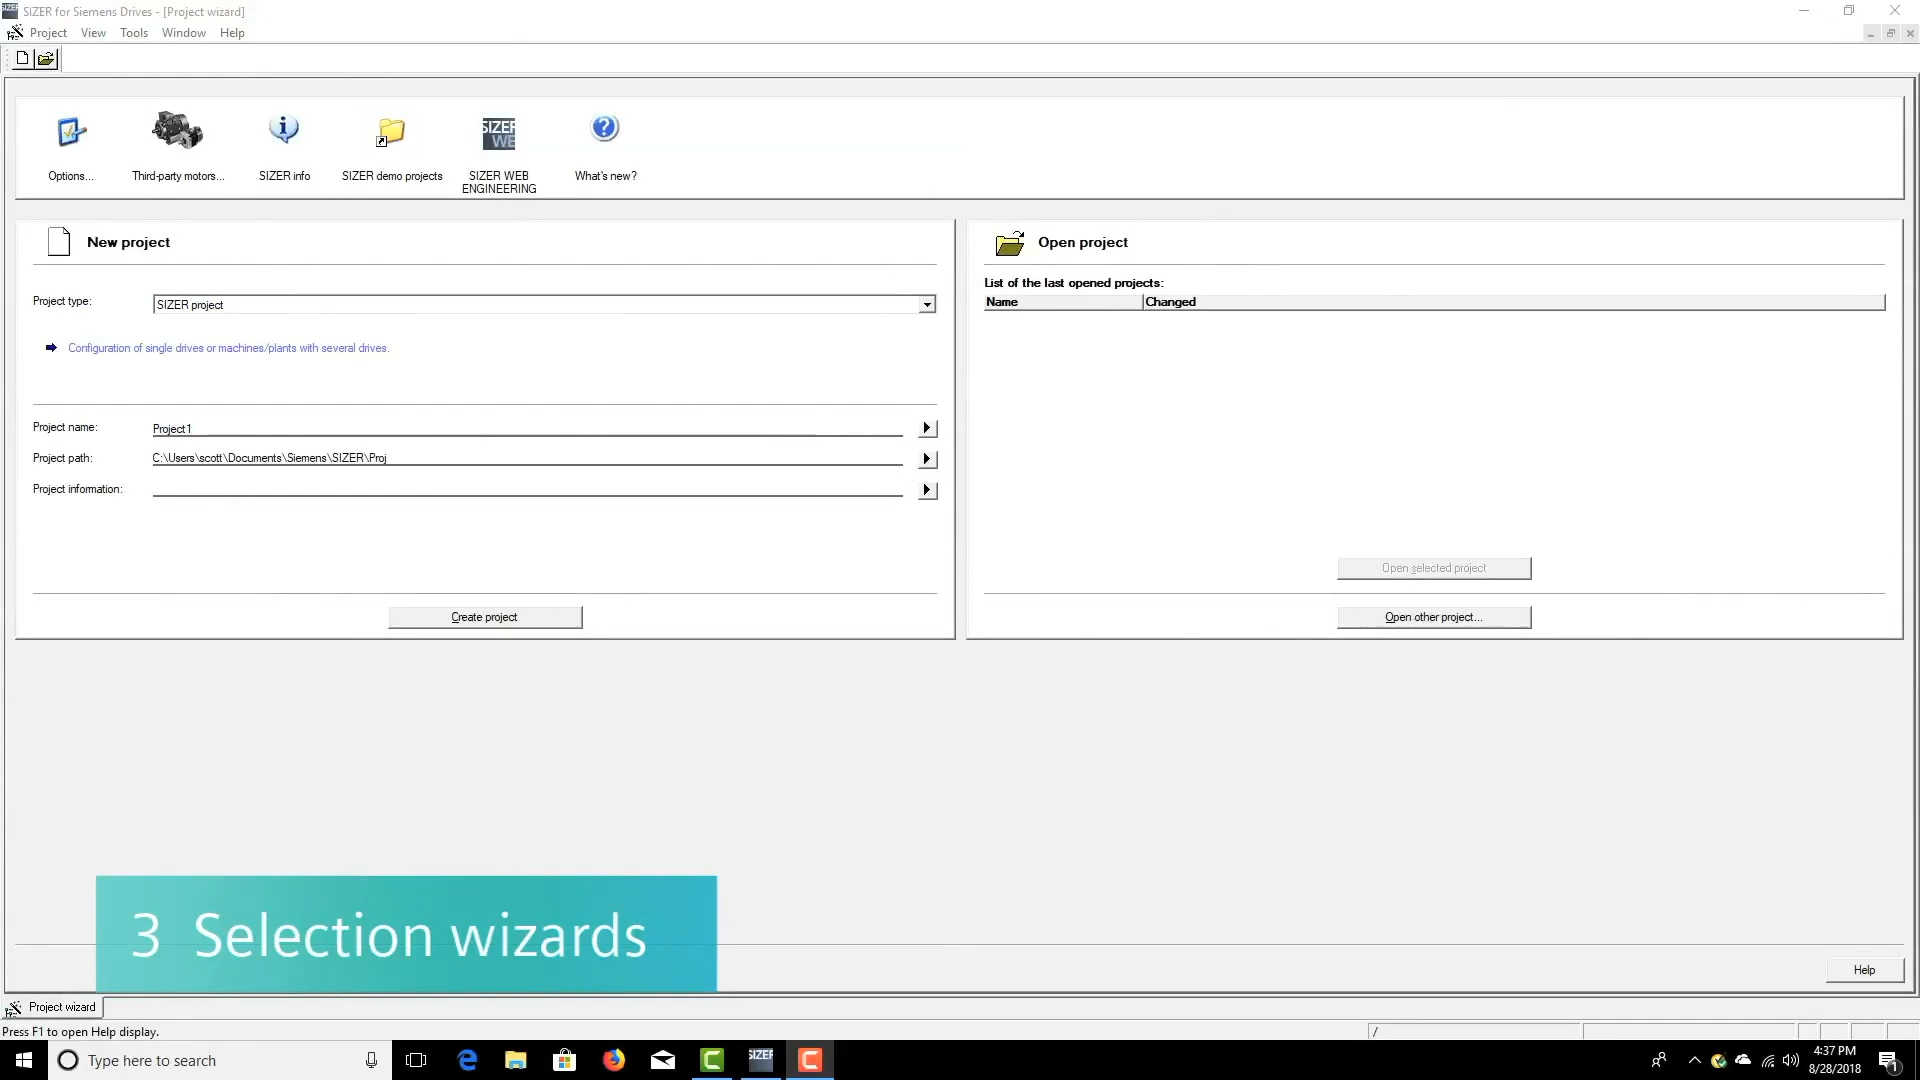 SIZER for Siemens Drives - [Project wizard]
Project View Tools Window Help
Options...
Third-party motors...
SIZER info
SIZER demo projects
SIZER WEB ENGINEERING
What's new?
New project
Project type: SIZER project
Configuration of single drives or machines/plants with several drives.
Project name: Project1
Project path: C:\Users\scott\Documents\Siemens\SIZER\Proj
Project information:
Create project
Open project
List of the last opened projects:
Name Changed
Open selected project
Open other project...
3 Selection wizards
Help
Project wizard
Press F1 to open Help display.
/
Type here to search
SIZER
4:37 PM
8/28/2018
1